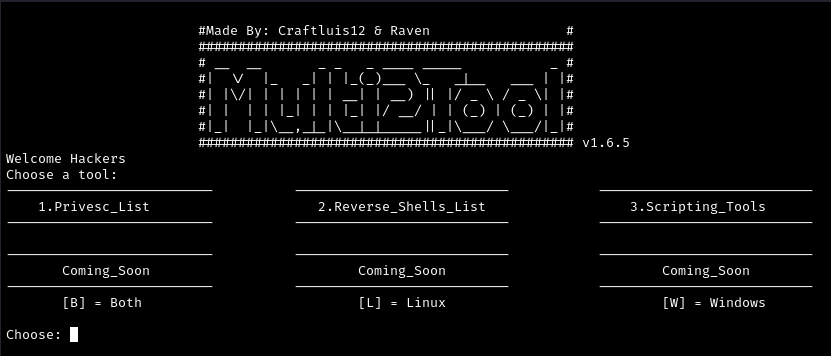 #Made By: Craftluis12 & Raven #
Multi2Tool
v1.6.5
Welcome Hackers
Choose a tool:
1.Privesc_List 2.Reverse_Shells_List 3.Scripting_Tools
Coming_Soon Coming_Soon Coming_Soon
[B] = Both [L] = Linux [W] = Windows
Choose: